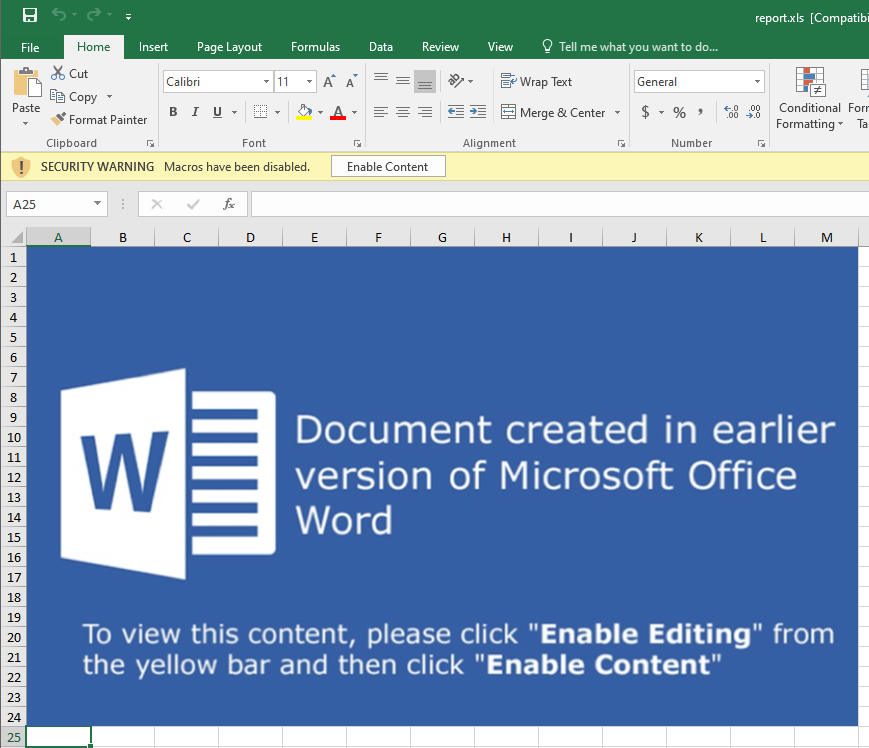 report.xls [Compatibi
File Home Insert Page Layout Formulas Data Review View Tell me what you want to do...
Paste
Cut
Copy
Format Painter
Clipboard
Calibri 11 A A
B I U A
Font
Wrap Text
Merge & Center
Alignment
General
$ % , .00
Number
Conditional
Formatting
Forr
Ta
SECURITY WARNING Macros have been disabled. Enable Content
A25 fx
A B C D E F G H I J K L M
1
2
3
4
5
6
7
8
9
10
11
12
13
14
15
16
17
18
19
20
21
22
23
24
25
W
Document created in earlier
version of Microsoft Office
Word
To view this content, please click "Enable Editing" from
the yellow bar and then click "Enable Content"